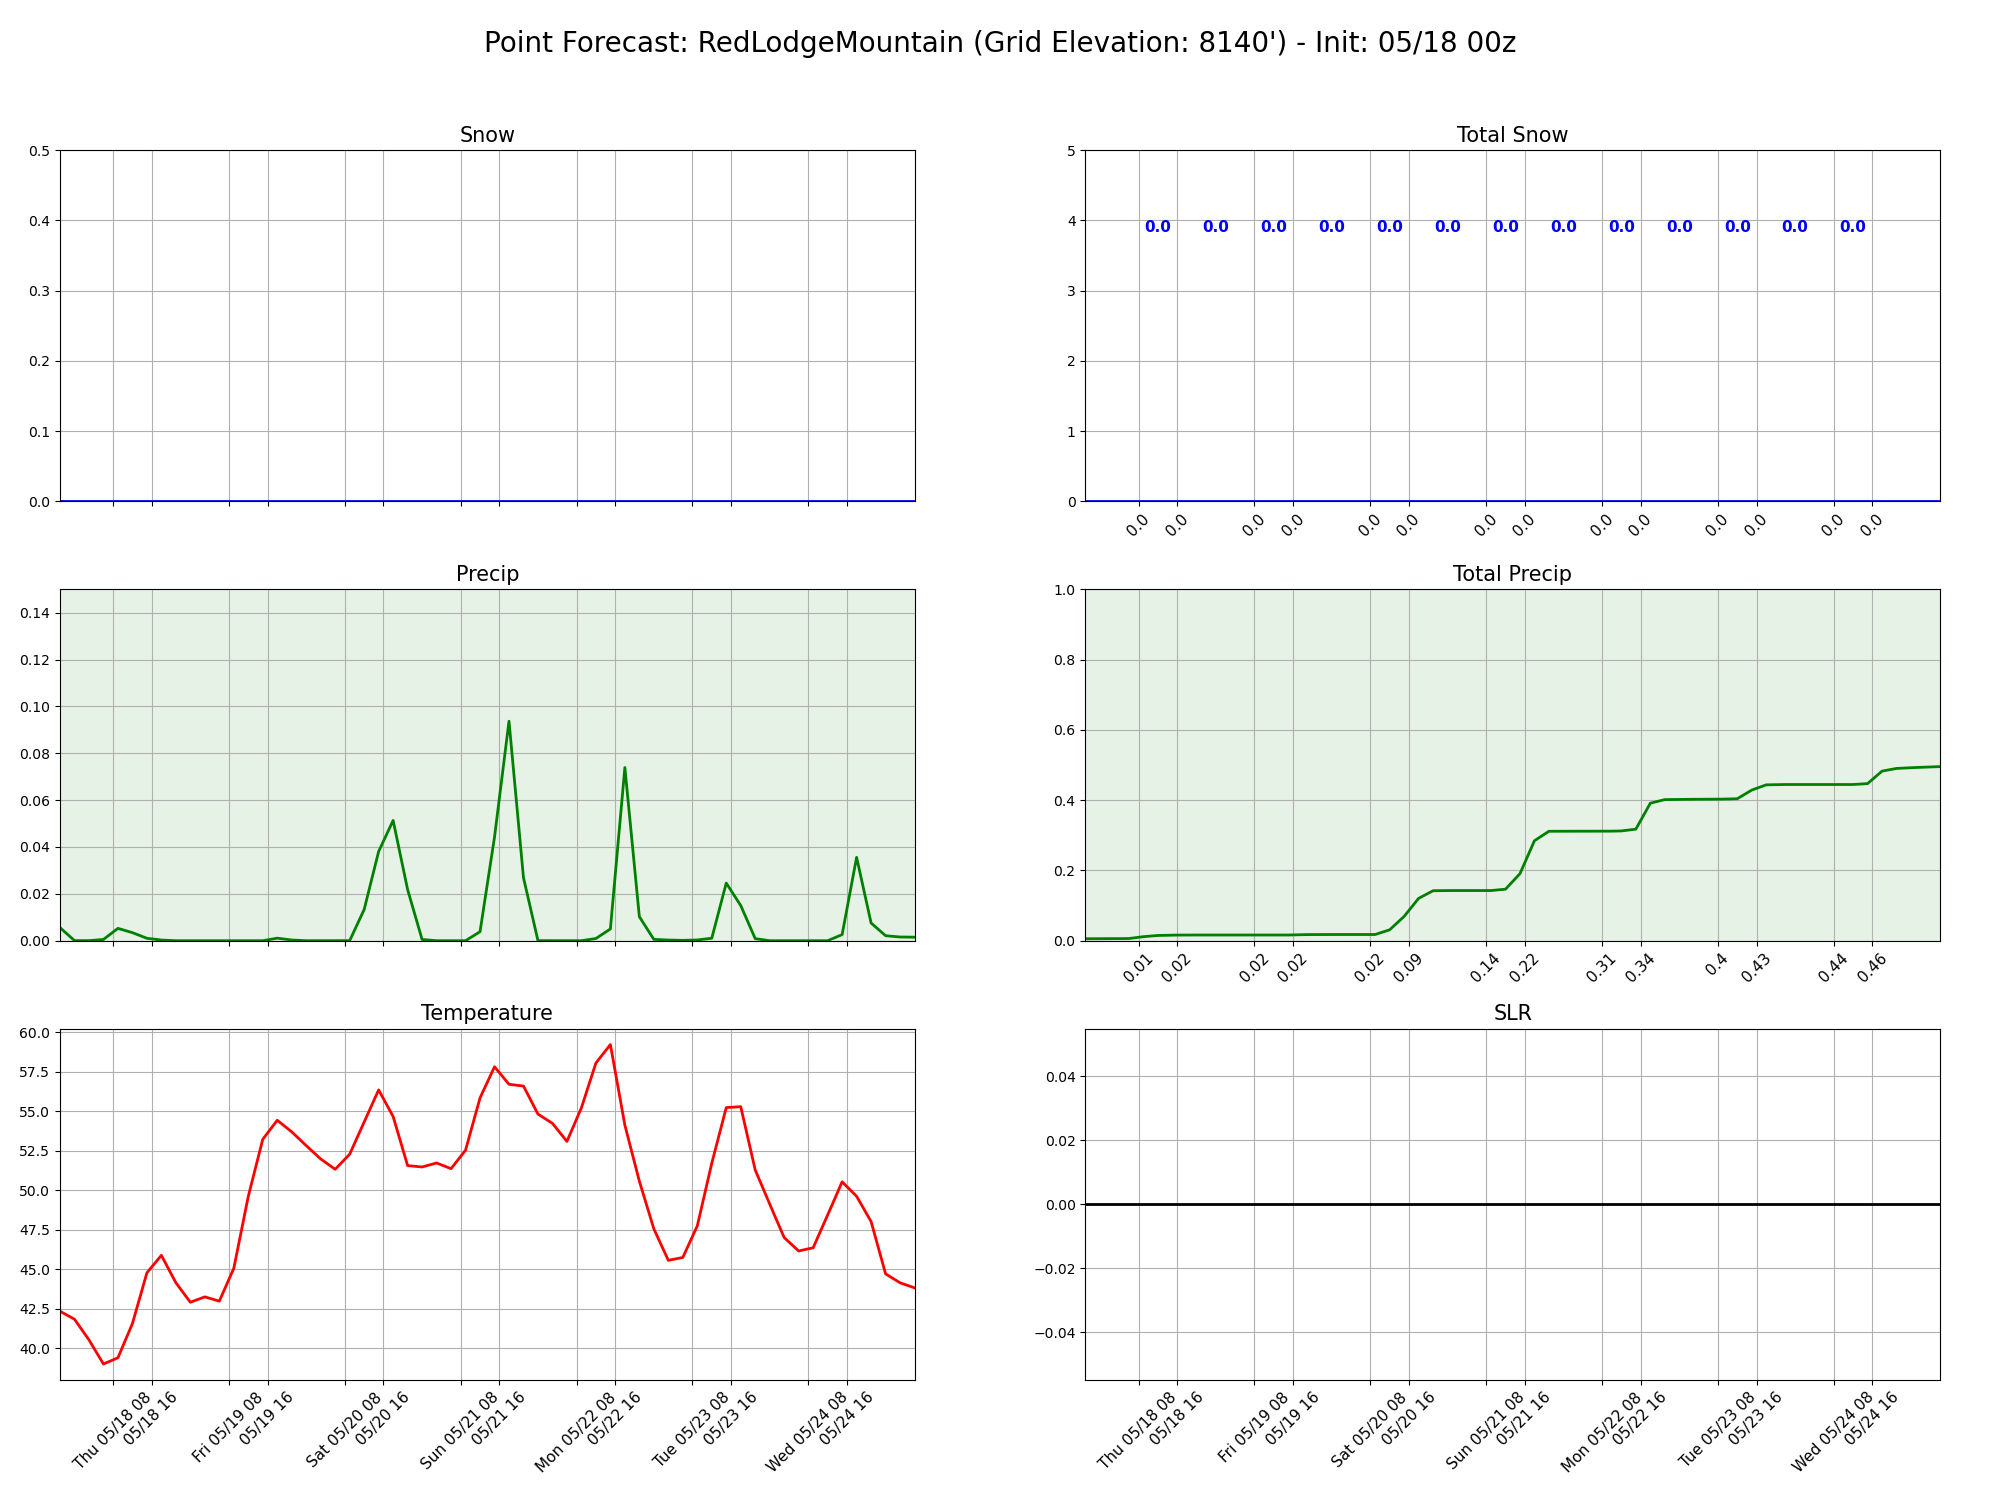 Point Forecast: RedLodgeMountain (Grid Elevation: 8140') - Init: 05/18 00z
Snow
0.5
0.4
0.3
0.2
0.1
0.0
Total Snow
5
4
3
2
1
0
0.0 0.0 0.0 0.0 0.0 0.0 0.0 0.0 0.0 0.0 0.0 0.0 0.0
0.0 0.0 0.0 0.0 0.0 0.0 0.0 0.0 0.0 0.0 0.0 0.0 0.0 0.0
Precip
0.14
0.12
0.10
0.08
0.06
0.04
0.02
0.00
Total Precip
1.0
0.8
0.6
0.4
0.2
0.0
0.01 0.02 0.02 0.02 0.02 0.09 0.14 0.22 0.31 0.34 0.4 0.43 0.44 0.46
Temperature
60.0
57.5
55.0
52.5
50.0
47.5
45.0
42.5
40.0
Thu 05/18 08
05/18 16
Fri 05/19 08
05/19 16
Sat 05/20 08
05/20 16
Sun 05/21 08
05/21 16
Mon 05/22 08
05/22 16
Tue 05/23 08
05/23 16
Wed 05/24 08
05/24 16
SLR
0.04
0.02
0.00
−0.02
−0.04
Thu 05/18 08
05/18 16
Fri 05/19 08
05/19 16
Sat 05/20 08
05/20 16
Sun 05/21 08
05/21 16
Mon 05/22 08
05/22 16
Tue 05/23 08
05/23 16
Wed 05/24 08
05/24 16